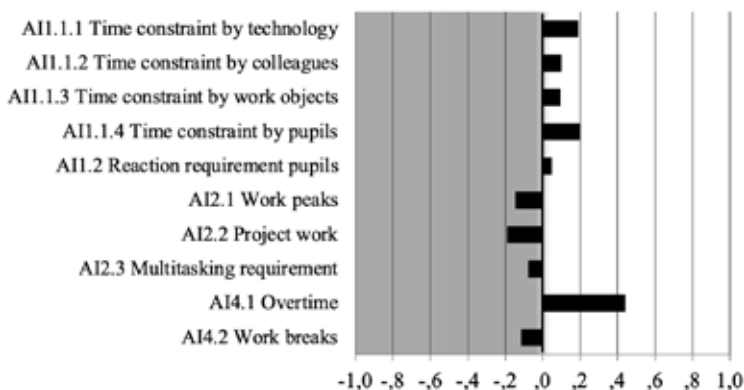 AI1.1.1 Time constraint by technology
AI1.1.2 Time constraint by colleagues
AI1.1.3 Time constraint by work objects
AI1.1.4 Time constraint by pupils
AI1.2 Reaction requirement pupils
AI2.1 Work peaks
AI2.2 Project work
AI2.3 Multitasking requirement
AI4.1 Overtime
AI4.2 Work breaks
-1,0 -,8 -,6 -,4 -,2 ,0 ,2 ,4 ,6 ,8 1,0